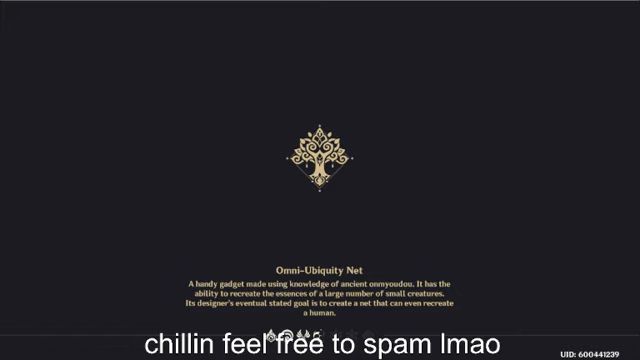 Omni-Ubiquity Net
A handy gadget made using knowledge of ancient onmyoudou. It has the
ability to recreate the essences of a large number of small creatures.
Its designer's eventual stated goal is to create a net that can even recreate
a human.
chillin feel free to spam lmao
UID: 600441239